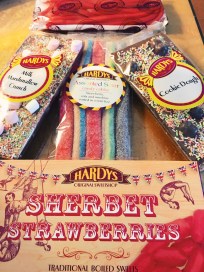 HARDYS
Milk
Marshmallow
Crunch
HARDYS
Assorted Sour
HARDYS
Cookie Dough
HARDYS
ORIGINAL SWEETSHOP
SHERBET
STRAWBERRIES
TRADITIONAL BOILED SWEETS